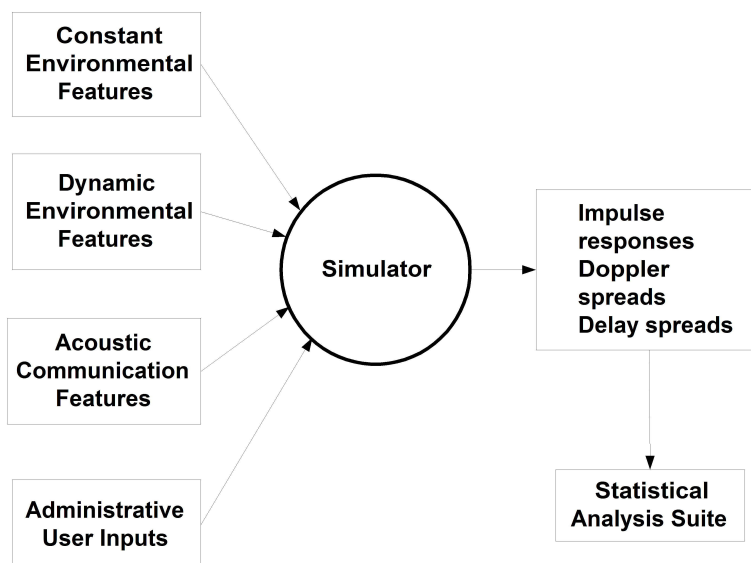 Constant
Environmental
Features
Dynamic
Environmental
Features
Acoustic
Communication
Features
Administrative
User Inputs
Simulator
Impulse
responses
Doppler
spreads
Delay spreads
Statistical
Analysis Suite